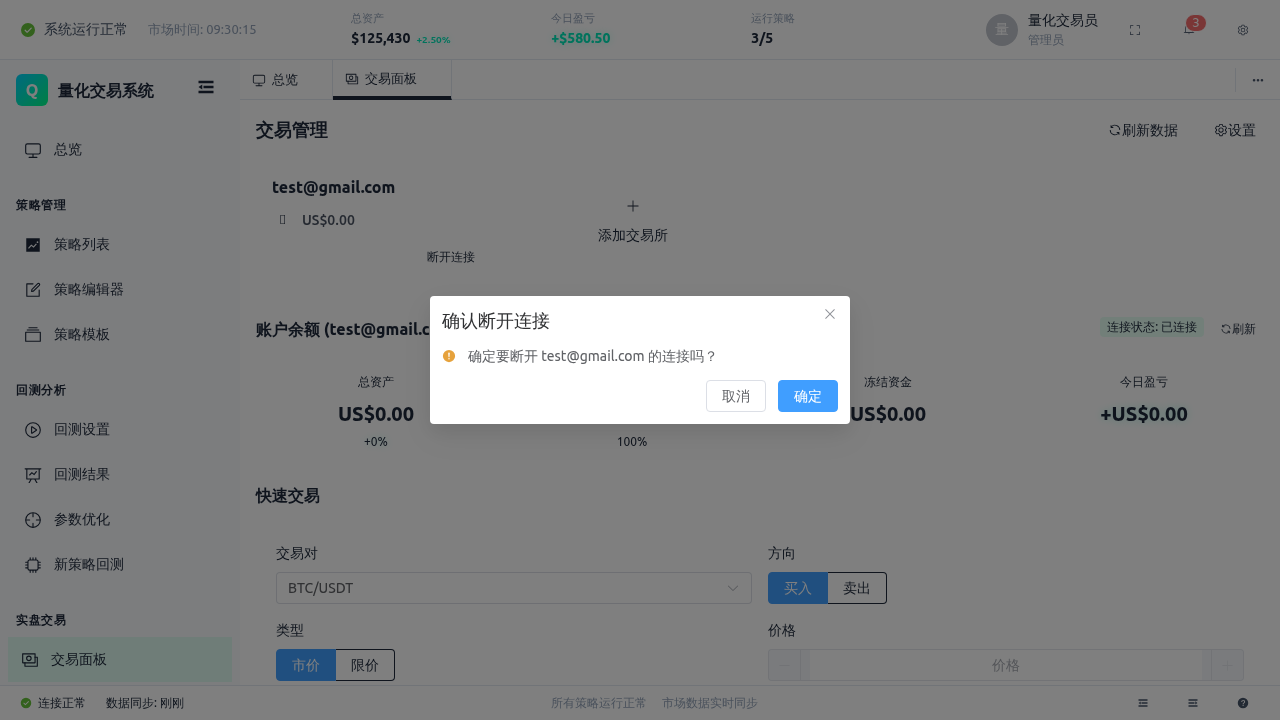 系统运行正常
市场时间: 09:30:15
总资产
$125,430 +2.50%
今日盈亏
+$580.50
运行策略
3/5
量
量化交易员
管理员
3
Q 量化交易系统
总览
交易面板
总览
策略管理
策略列表
策略编辑器
策略模板
回测分析
回测设置
回测结果
参数优化
新策略回测
实盘交易
交易面板
交易管理
刷新数据
设置
test@gmail.com
US$0.00
断开连接
添加交易所
账户余额 (test@gmail.c
连接状态: 已连接
刷新
确认断开连接
确定要断开 test@gmail.com 的连接吗？
取消
确定
总资产
US$0.00
+0%
100%
冻结资金
US$0.00
今日盈亏
+US$0.00
快速交易
交易对
BTC/USDT
方向
买入
卖出
类型
市价
限价
价格
价格
连接正常
数据同步: 刚刚
所有策略运行正常
市场数据实时同步